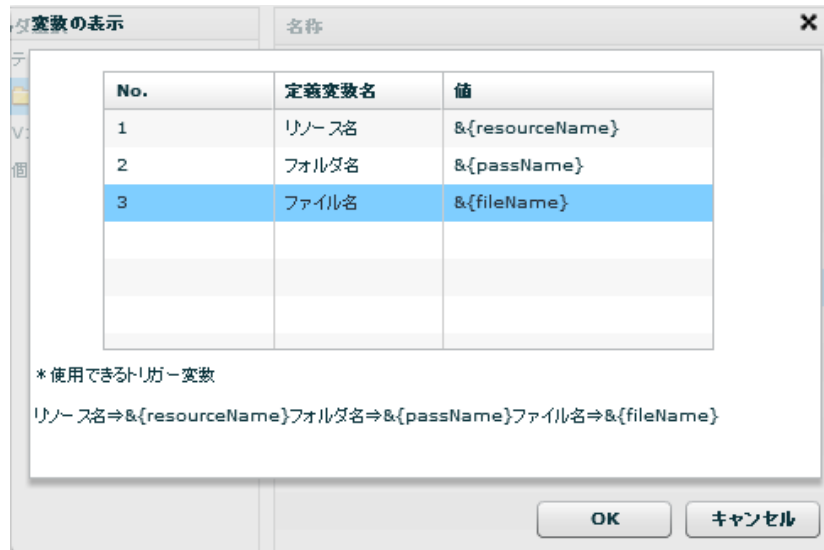 変数の表示
名称
No. 定義変数名 値
1 リソース名 &{resourceName}
2 フォルダ名 &{passName}
3 ファイル名 &{fileName}
*使用できるトリガー変数
リソース名⇒&{resourceName}フォルダ名⇒&{passName}ファイル名⇒&{fileName}
OK キャンセル